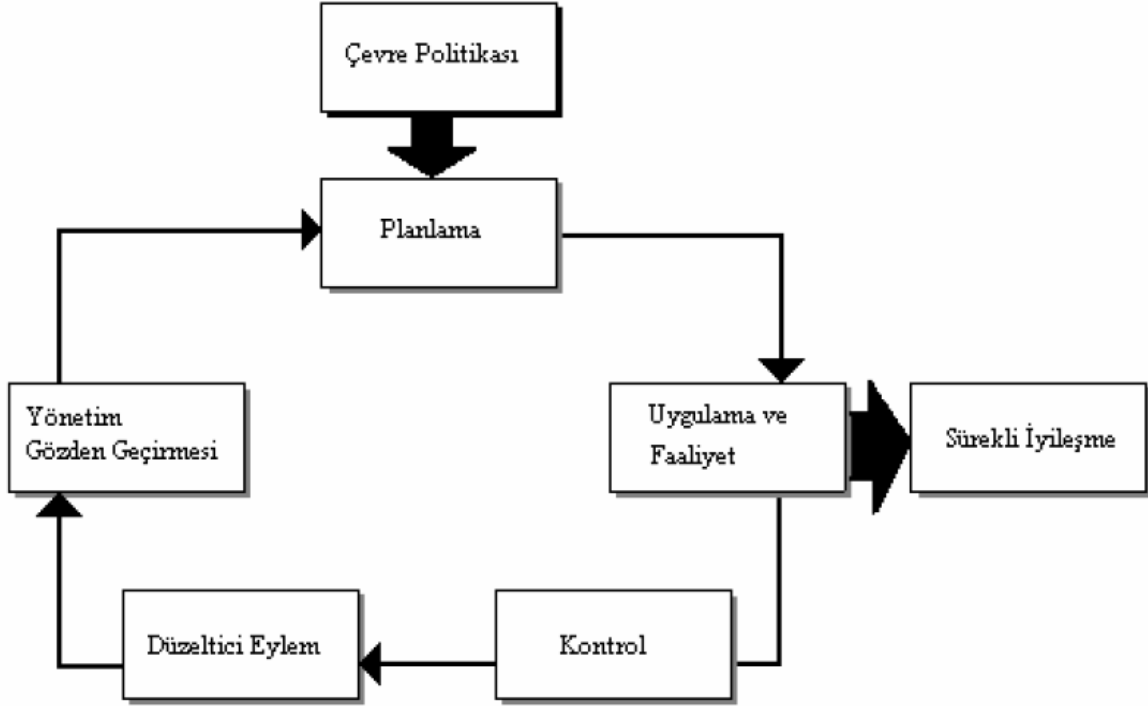 Çevre Politikası
Planlama
Yönetim
Gözden Geçirmesi
Uygulama ve
Faaliyet
Sürekli İyileşme
Düzeltici Eylem
Kontrol